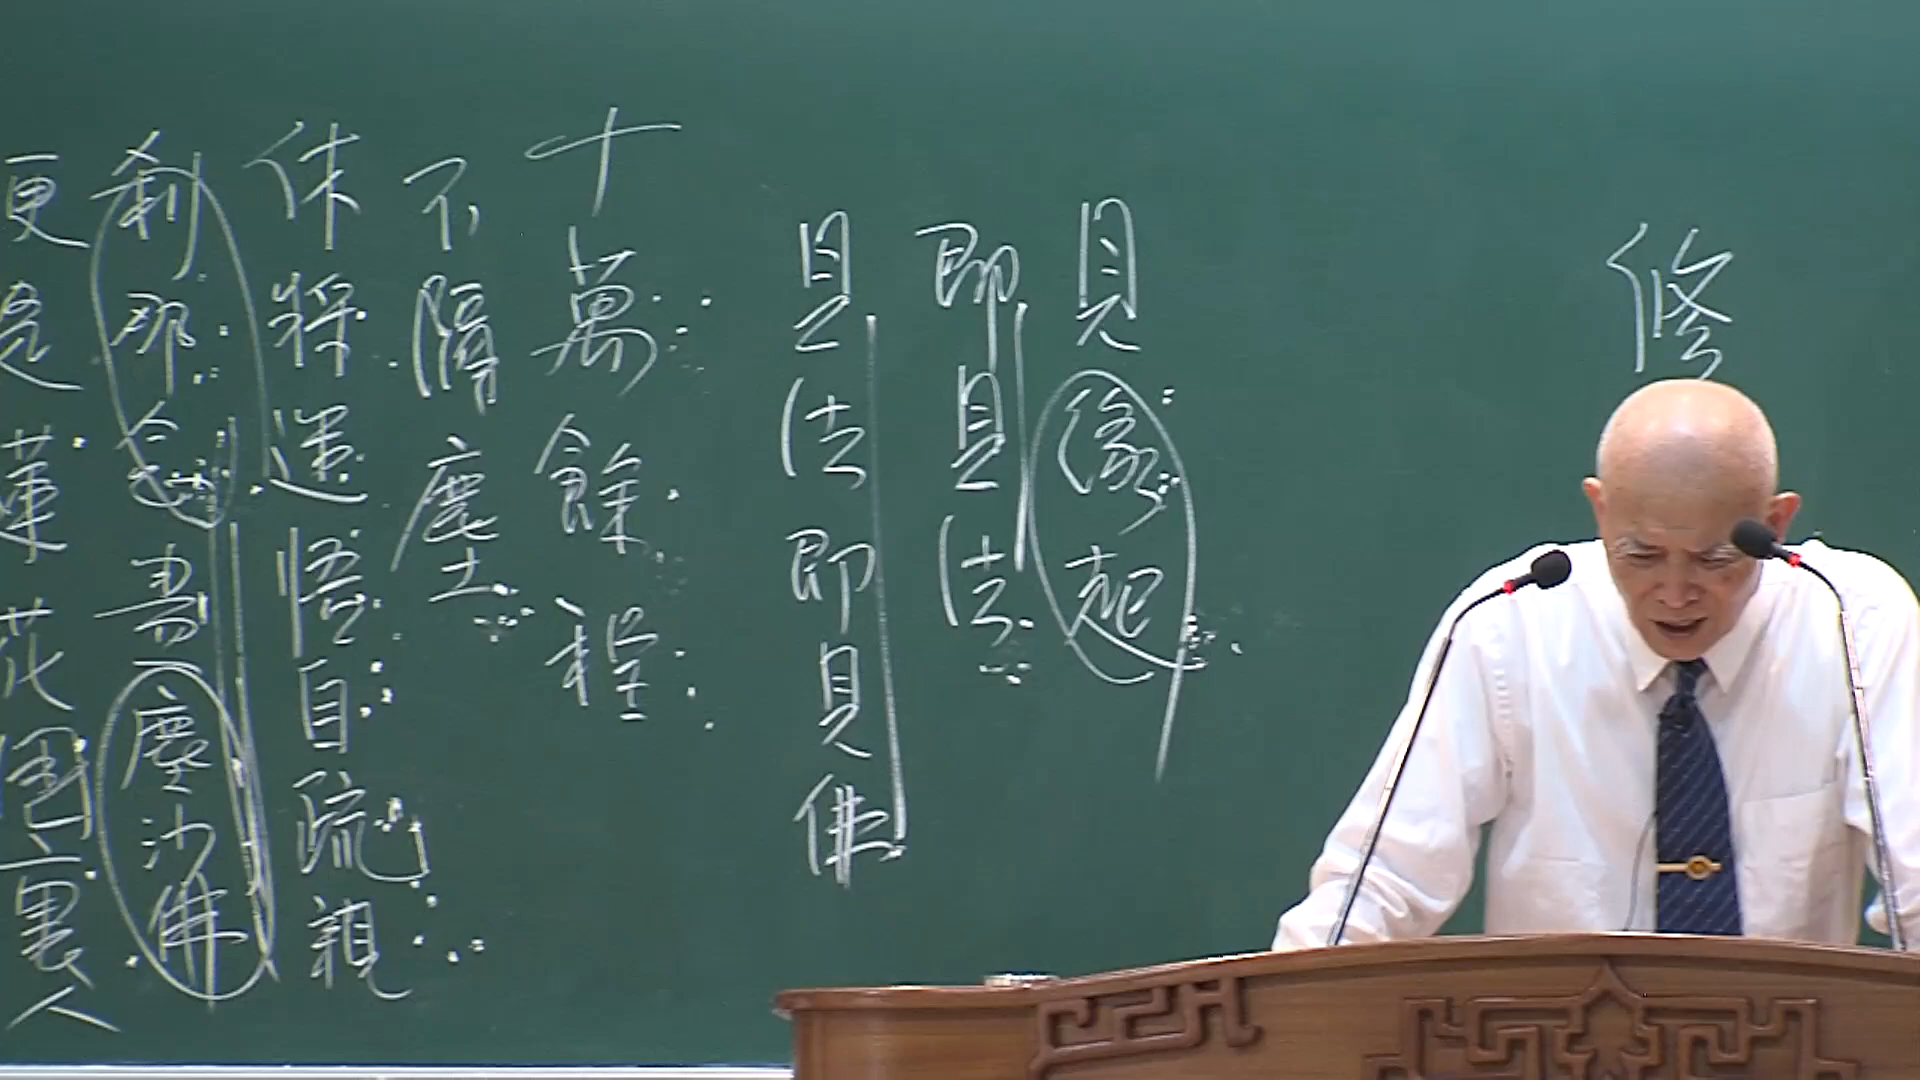 修
見緣起
即見法
見法即見佛
十萬餘程
不隔塵
休將迷悟自疏親
剎那念盡塵沙佛
更是蓮花國裏人